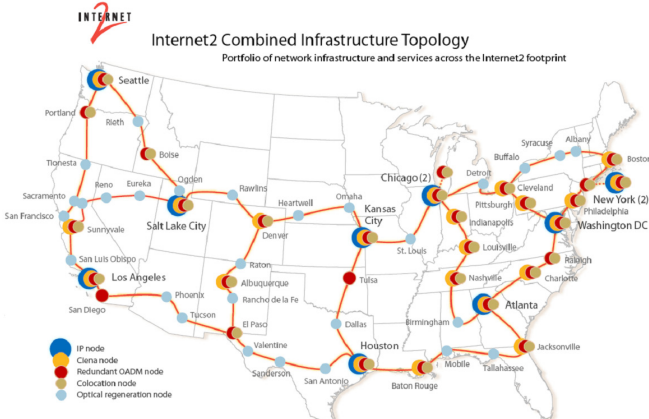 INTERNET
2
Internet2 Combined Infrastructure Topology
Portfolio of network infrastructure and services across the Internet2 footprint
Seattle
Portland
Rieth
Boise
Tionesta
Ogden
Sacramento
Reno
Eureka
Rawlins
San Francisco
Salt Lake City
Sunnyvale
Denver
Heartwell
Omaha
Kansas
City
Chicago (2)
Detroit
Buffalo
Syracuse
Albany
Boston
Cleveland
Pittsburgh
New York (2)
Philadelphia
Washington DC
Indianapolis
St. Louis
Louisville
Raleigh
San Luis Obispo
Raton
Los Angeles
Albuquerque
Tulsa
Nashville
Charlotte
San Diego
Phoenix
Rancho de la Fe
Tucson
El Paso
Dallas
Birmingham
Atlanta
Valentine
Houston
Jacksonville
Sanderson
San Antonio
Mobile
Tallahassee
Baton Rouge
IP node
Ciena node
Redundant OADM node
Colocation node
Optical regeneration node